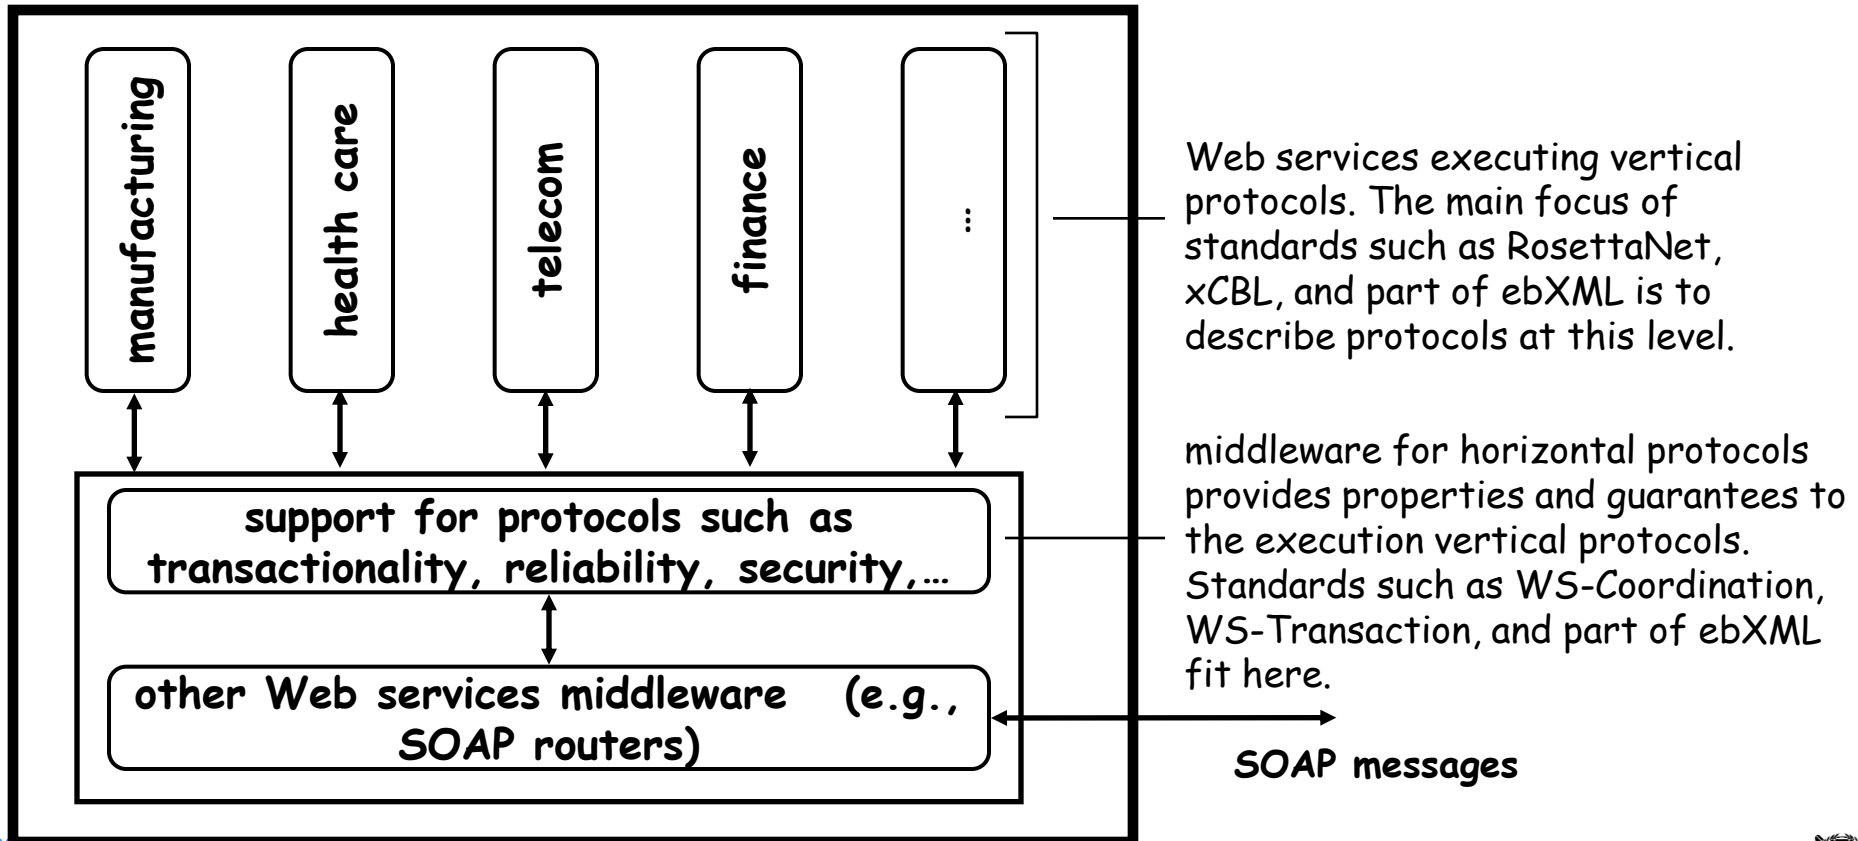 manufacturing
health care
telecom
finance
...
Web services executing vertical
protocols. The main focus of
standards such as RosettaNet,
xCBL, and part of ebXML is to
describe protocols at this level.
support for protocols such as
transactionality, reliability, security,...
middleware for horizontal protocols
provides properties and guarantees to
the execution vertical protocols.
Standards such as WS-Coordination,
WS-Transaction, and part of ebXML
fit here.
other Web services middleware (e.g.,
SOAP routers)
SOAP messages